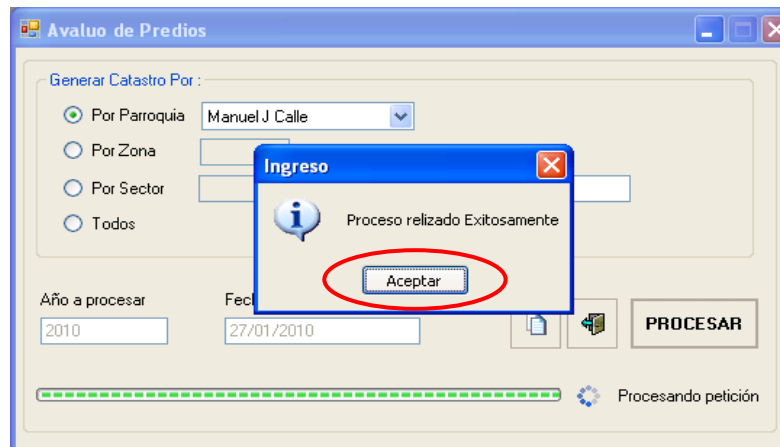 Avaluo de Predios
Generar Catastro Por :
Por Parroquia
Manuel J Calle
Por Zona
Por Sector
Todos
Ingreso
Proceso relizado Exitosamente
Aceptar
Año a procesar
2010
27/01/2010
PROCESAR
Procesando petición